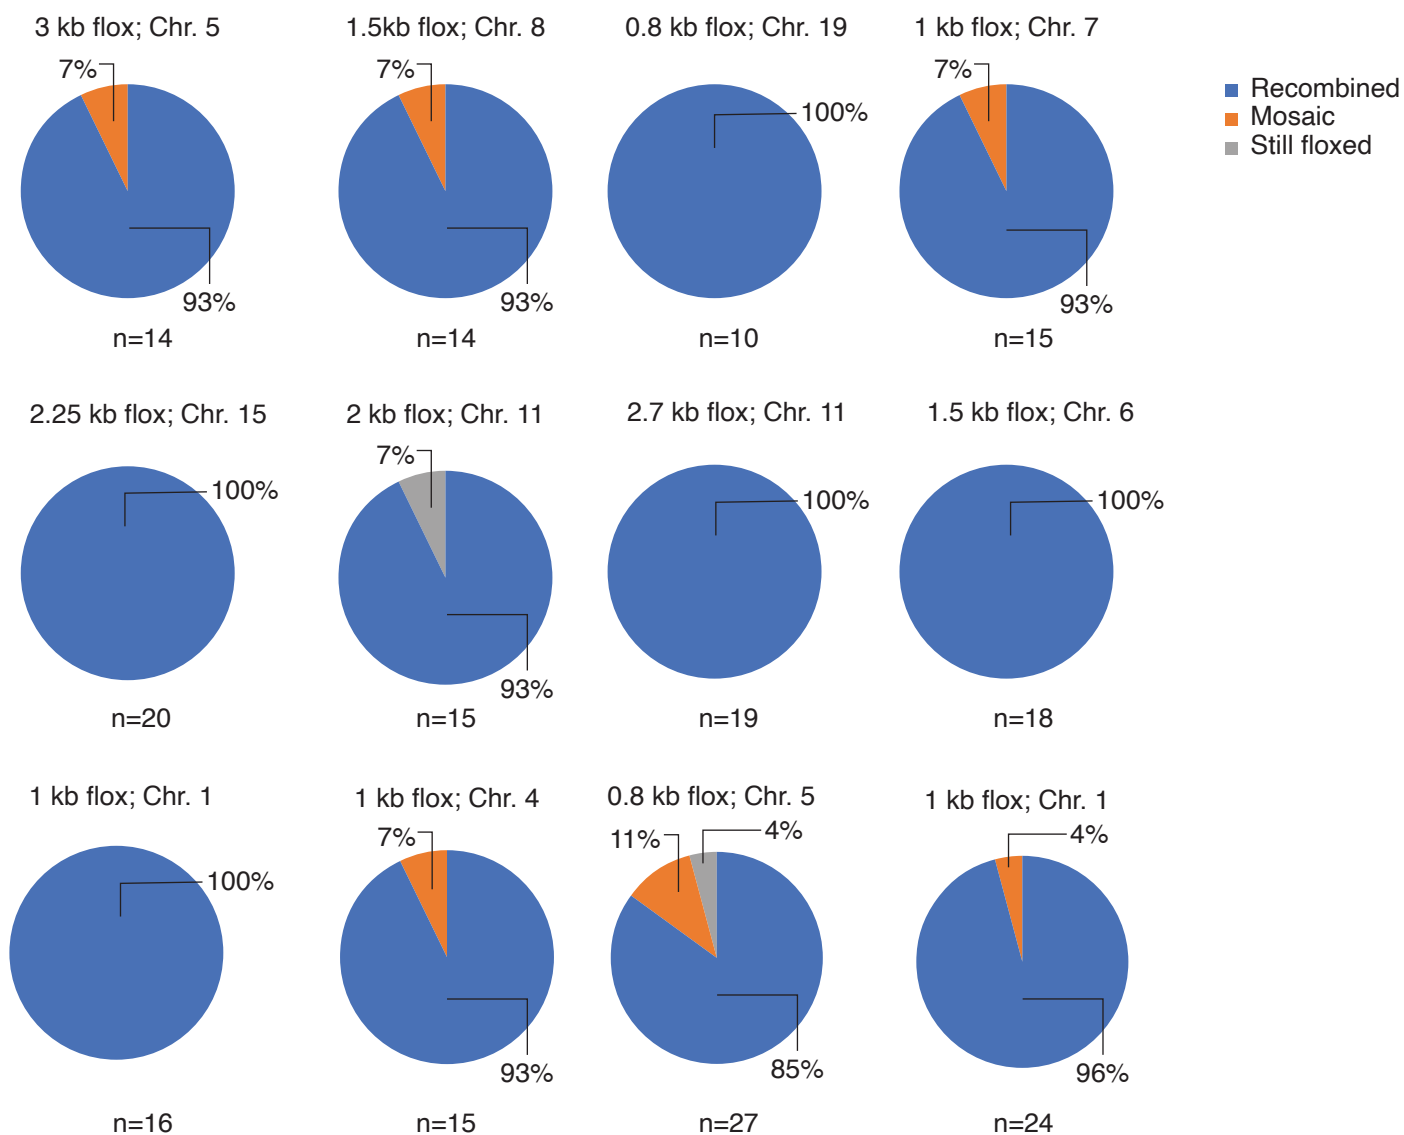 3 kb flox; Chr. 5
7%
93%
n=14
1.5kb flox; Chr. 8
7%
93%
n=14
0.8 kb flox; Chr. 19
100%
n=10
1 kb flox; Chr. 7
7%
93%
n=15
Recombined
Mosaic
Still floxed
2.25 kb flox; Chr. 15
100%
n=20
2 kb flox; Chr. 11
7%
93%
n=15
2.7 kb flox; Chr. 11
100%
n=19
1.5 kb flox; Chr. 6
100%
n=18
1 kb flox; Chr. 1
100%
n=16
1 kb flox; Chr. 4
7%
93%
n=15
0.8 kb flox; Chr. 5
11%
4%
85%
n=27
1 kb flox; Chr. 1
4%
96%
n=24